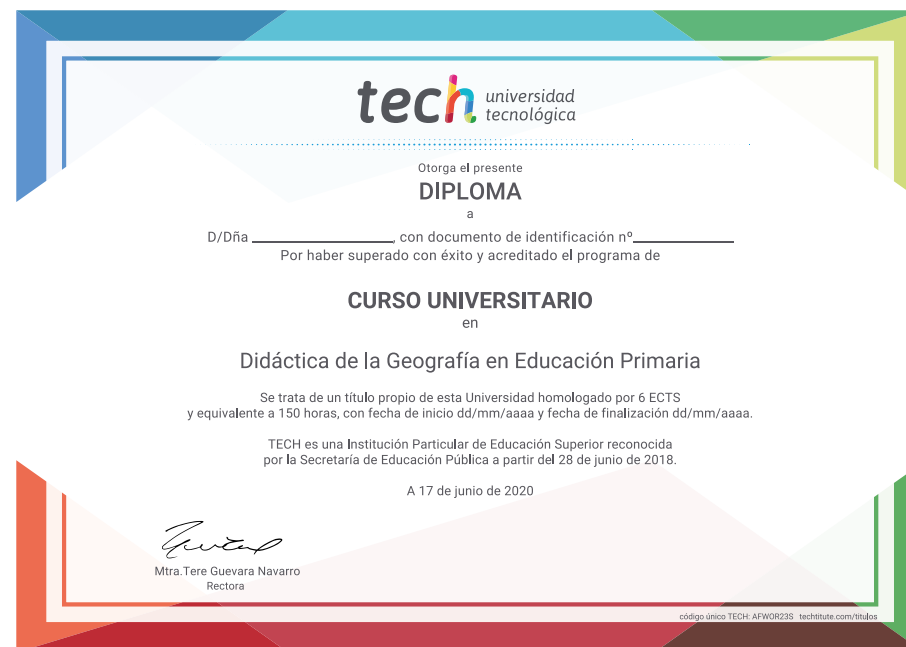 tech universidad
tecnológica
Otorga el presente
DIPLOMA
a
D/Dña ____________________, con documento de identificación nº______________
Por haber superado con éxito y acreditado el programa de
CURSO UNIVERSITARIO
en
Didáctica de la Geografía en Educación Primaria
Se trata de un título propio de esta Universidad homologado por 6 ECTS
y equivalente a 150 horas, con fecha de inicio dd/mm/aaaa y fecha de finalización dd/mm/aaaa.
TECH es una Institución Particular de Educación Superior reconocida
por la Secretaría de Educación Pública a partir del 28 de junio de 2018.
A 17 de junio de 2020
Mtra.Tere Guevara Navarro
Rectora
código único TECH: AFWOR23S techtitute.com/titulos